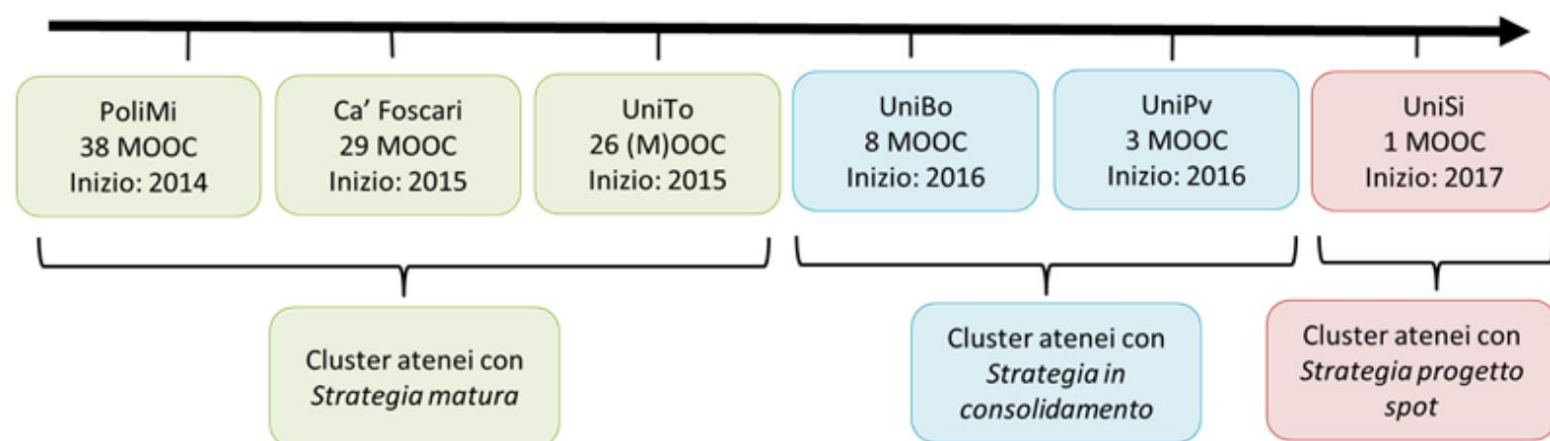 PoliMi
38 MOOC
Inizio: 2014
Ca’ Foscari
29 MOOC
Inizio: 2015
UniTo
26 (M)OOC
Inizio: 2015
UniBo
8 MOOC
Inizio: 2016
UniPv
3 MOOC
Inizio: 2016
UniSi
1 MOOC
Inizio: 2017
Cluster atenei con
Strategia matura
Cluster atenei con
Strategia in
consolidamento
Cluster atenei con
Strategia progetto
spot